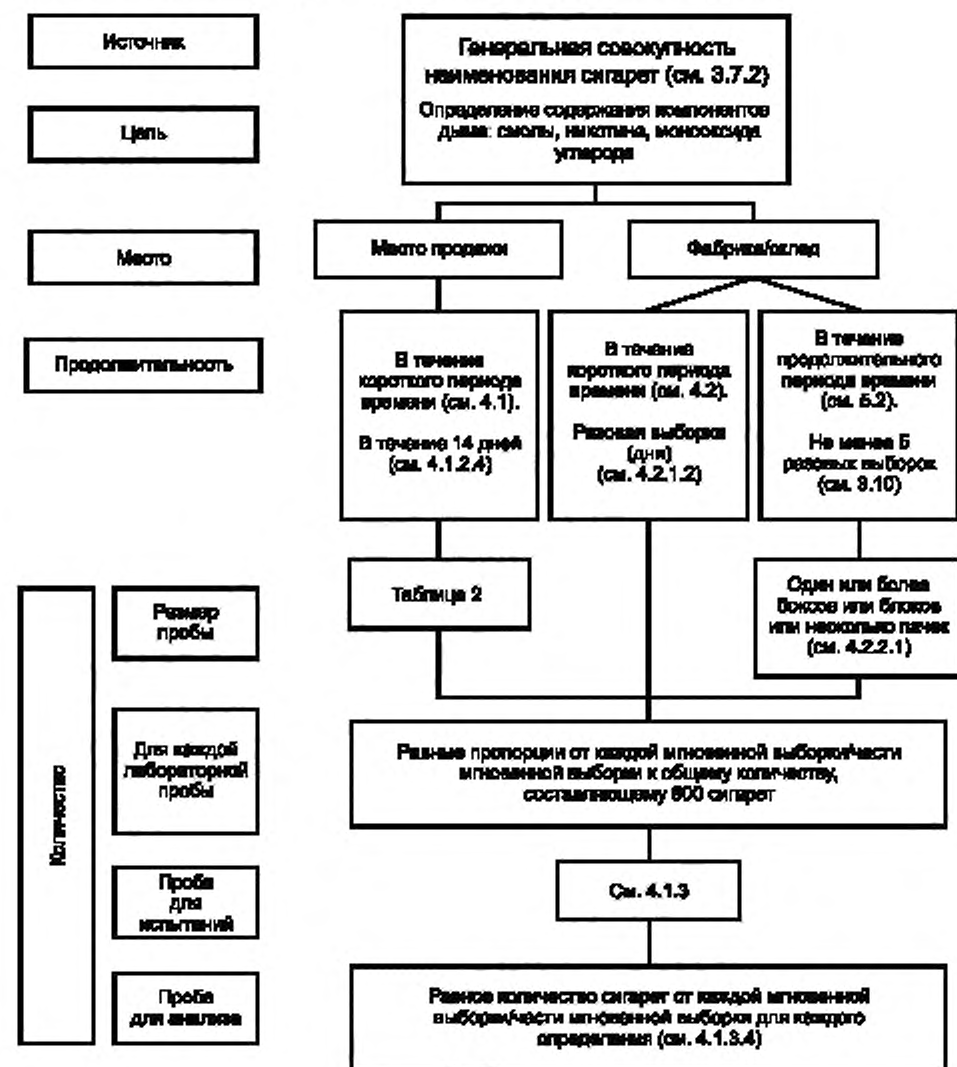 Источник
Генеральная совокупность
наименования сигарет (см. 3.7.2)
Определение содержания компонентов
дыма: смолы, никотина, монооксида
углерода
Цель
Место
Место продажи
Фабрика/склад
Продолжительность
В течение
короткого периода
времени (см. 4.1).
В течение 14 дней
(см. 4.1.2.4)
В течение
короткого периода
времени (см. 4.2).
Разовая выборка
(дни)
(см. 4.2.1.2)
В течение
продолжительного
периода времени
(см. 5.2).
Не менее 5
разовых выборок
(см. 3.10)
Количество
Размер
пробы
Таблица 2
Один или более
боксов или блоков
или несколько пачек
(см. 4.2.2.1)
Для каждой
лабораторной
пробы
Равные пропорции от каждой мгновенной выборки/части
мгновенной выборки к общему количеству,
составляющему 600 сигарет
Проба
для
испытаний
См. 4.1.3
Проба
для анализа
Равное количество сигарет от каждой мгновенной
выборки/части мгновенной выборки для каждого
определения (см. 4.1.3.4)